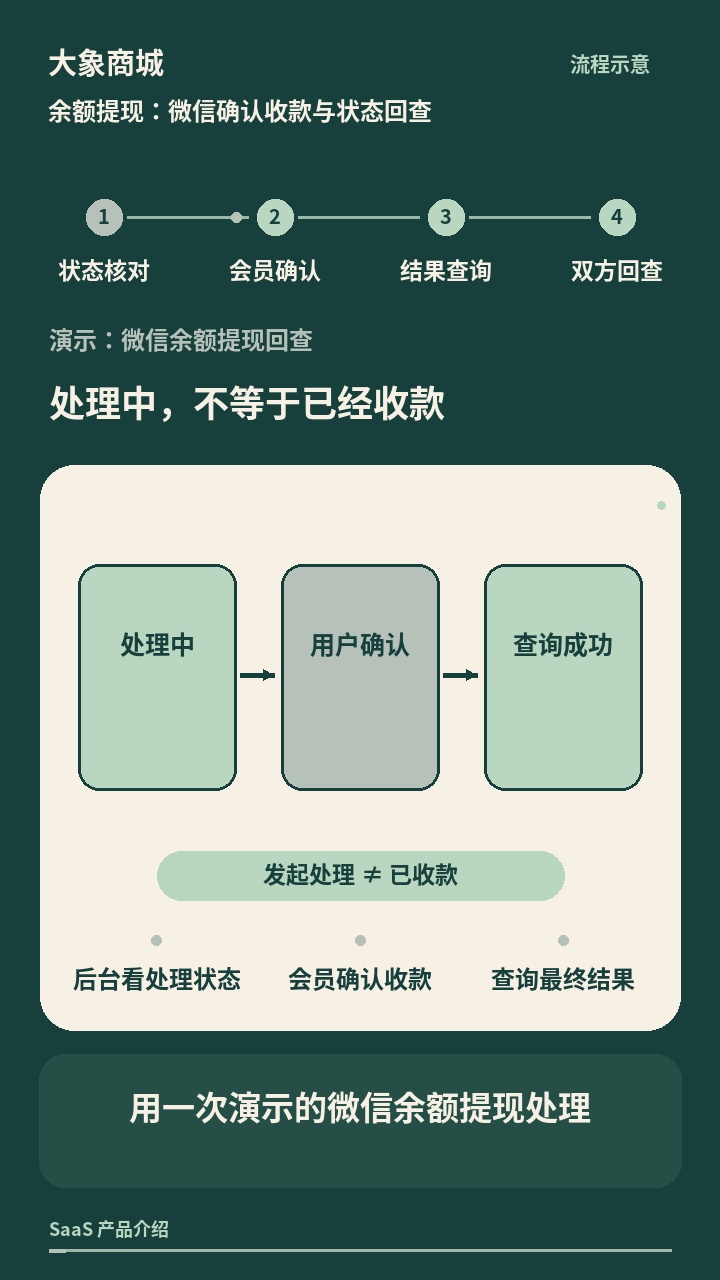 大象商城
流程示意
余额提现：微信确认收款与状态回查
1
2
3
4
状态核对
会员确认
结果查询
双方回查
演示：微信余额提现回查
处理中，不等于已经收款
处理中
用户确认
查询成功
发起处理 ≠ 已收款
后台看处理状态
会员确认收款
查询最终结果
用一次演示的微信余额提现处理
SaaS 产品介绍